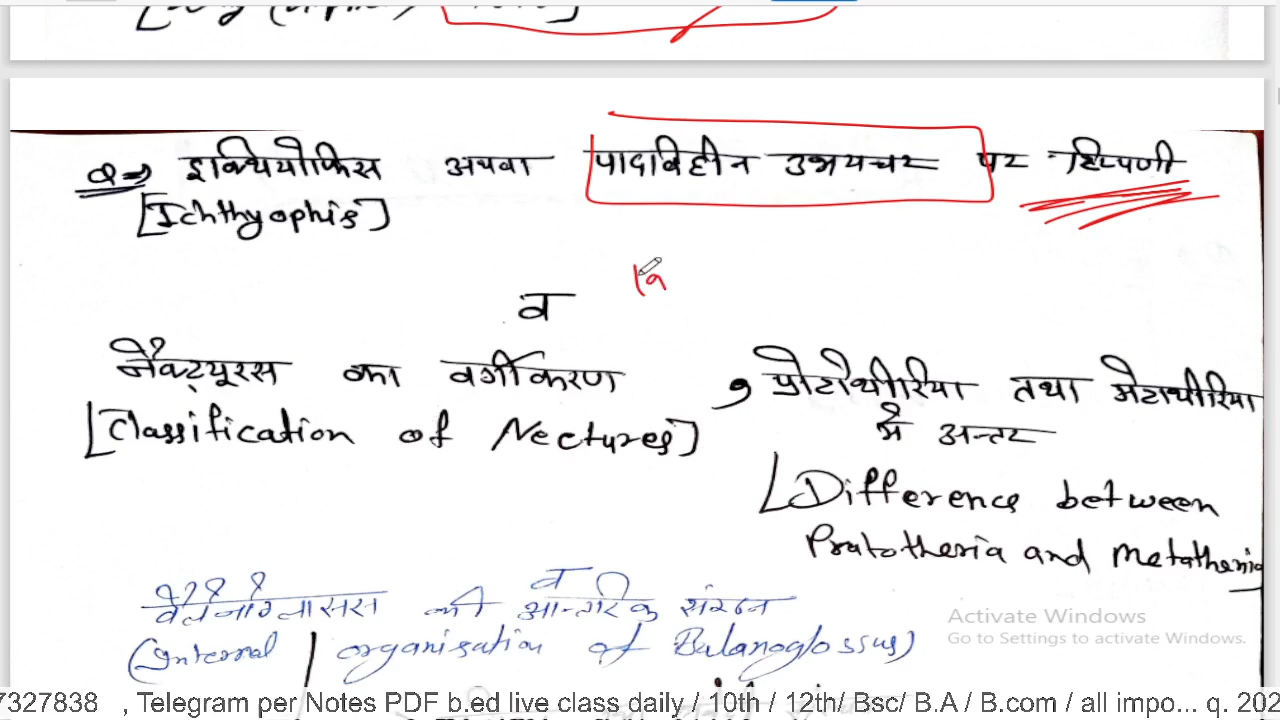 Q⇒ इक्थियोफिस अथवा पादविहीन उभयचर पर टिप्पणी
[Ichthyophis]
व
नैक्ट्यूरस का वर्गीकरण
[Classification of Nectures]
, प्रोटोथीरिया तथा मेटाथीरिया
में अन्तर
[Difference between
Prototheria and metatheria
व
बैलेनोग्लोसस की आन्तरिक संगठन
(Internal organisation of Balanoglossus)
Activate Windows
Go to Settings to activate Windows.
7327838 , Telegram per Notes PDF b.ed live class daily / 10th / 12th/ Bsc/ B.A / B.com / all impo... q. 202